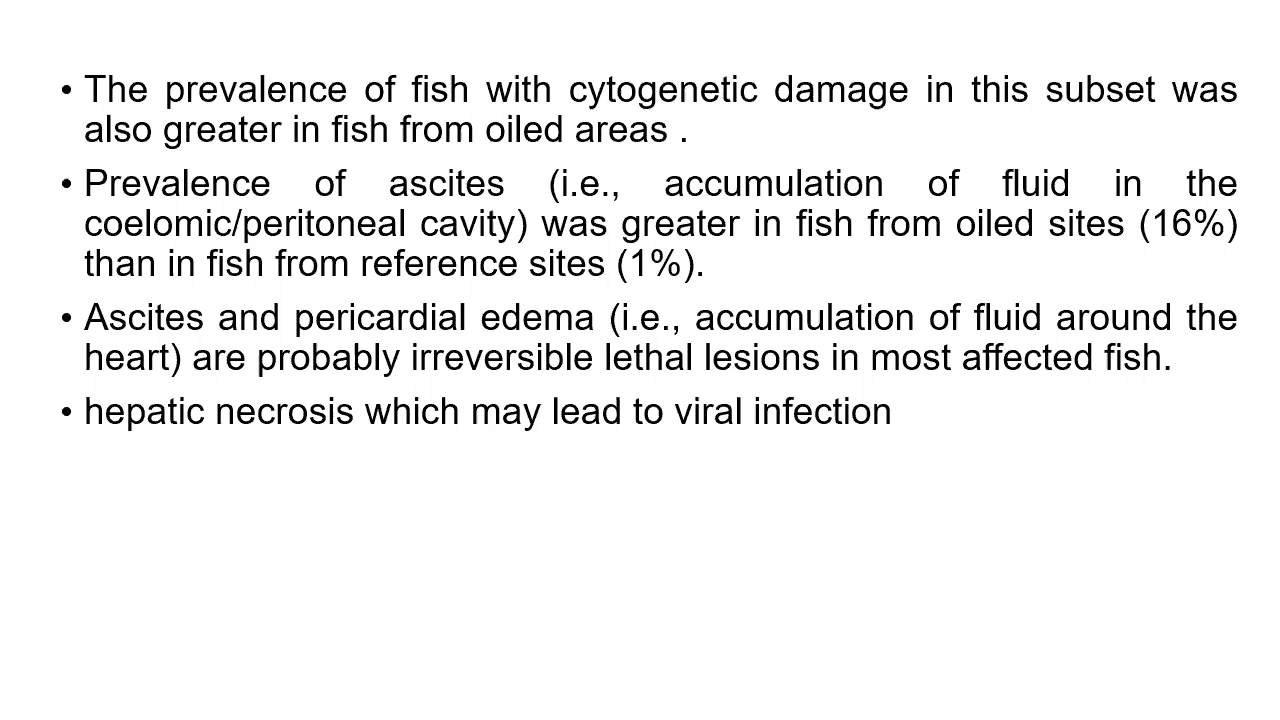 • The prevalence of fish with cytogenetic damage in this subset was
also greater in fish from oiled areas .
• Prevalence of ascites (i.e., accumulation of fluid in the
coelomic/peritoneal cavity) was greater in fish from oiled sites (16%)
than in fish from reference sites (1%).
• Ascites and pericardial edema (i.e., accumulation of fluid around the
heart) are probably irreversible lethal lesions in most affected fish.
• hepatic necrosis which may lead to viral infection